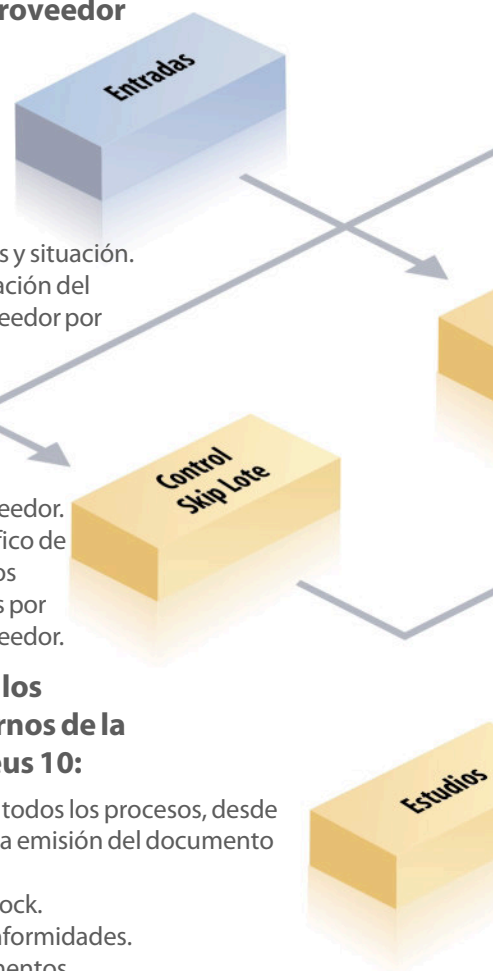 roveedor
Entradas
s y situación.
ación del
eedor por
Control
Skip Lote
eedor.
fico de
os
s por
eedor.
los
rnos de la
eus 10:
Estudios
todos los procesos, desde
a emisión del documento
ock.
nformidades.
mentos